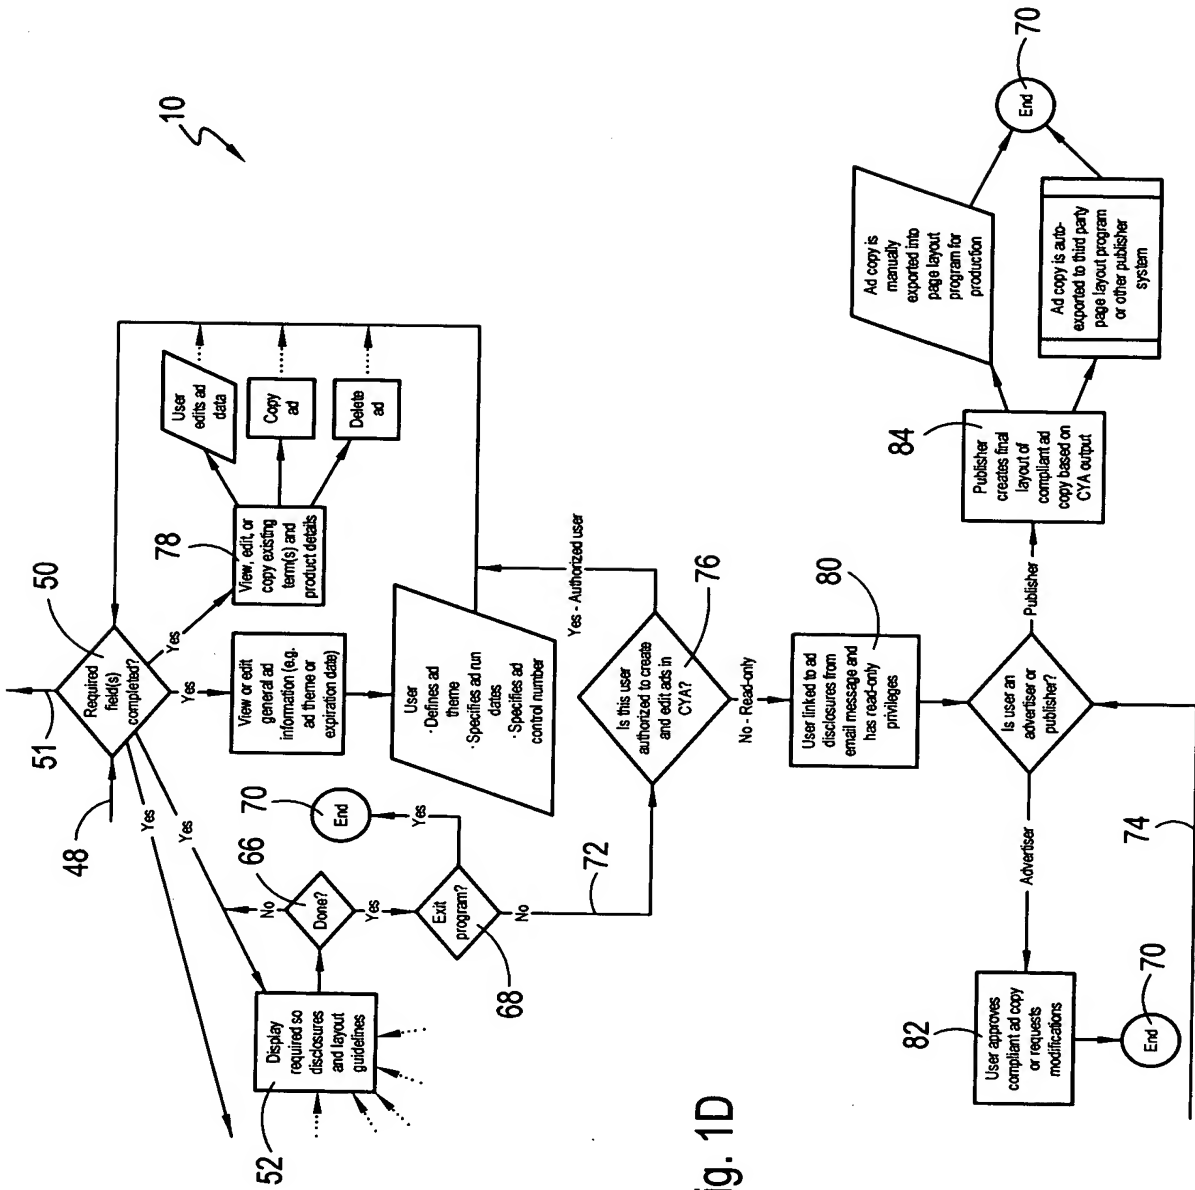 10
51
50
Required
field(s)
completed?
48
Yes
Yes
Yes
Yes
78
View, edit, or
copy existing
term(s) and
product details
User
edits ad
data
Copy
ad
Delete
ad
View or edit
general ad
information (e.g.
ad theme or
expiration date)
User
· Defines ad
theme
· Specifies ad run
dates
· Specifies ad
control number
52
Display
required so
disclosures
and layout
guidelines
66
Done?
No
Yes
68
Exit
program?
Yes
70
End
No
72
76
Is this user
authorized to create
and edit ads in
CYA?
Yes - Authorized user
No - Read-only
80
User linked to ad
disclosures from
email message and
has read-only
privileges
Is user an
advertiser or
publisher?
74
Advertiser
82
User approves
compliant ad copy
or requests
modifications
70
End
Publisher
84
Publisher
creates final
layout of
compliant ad
copy based on
CYA output
Ad copy is
manually
exported into
page layout
program for
production
Ad copy is auto-
exported to third party
page layout program
or other publisher
system
70
End
ig. 1D